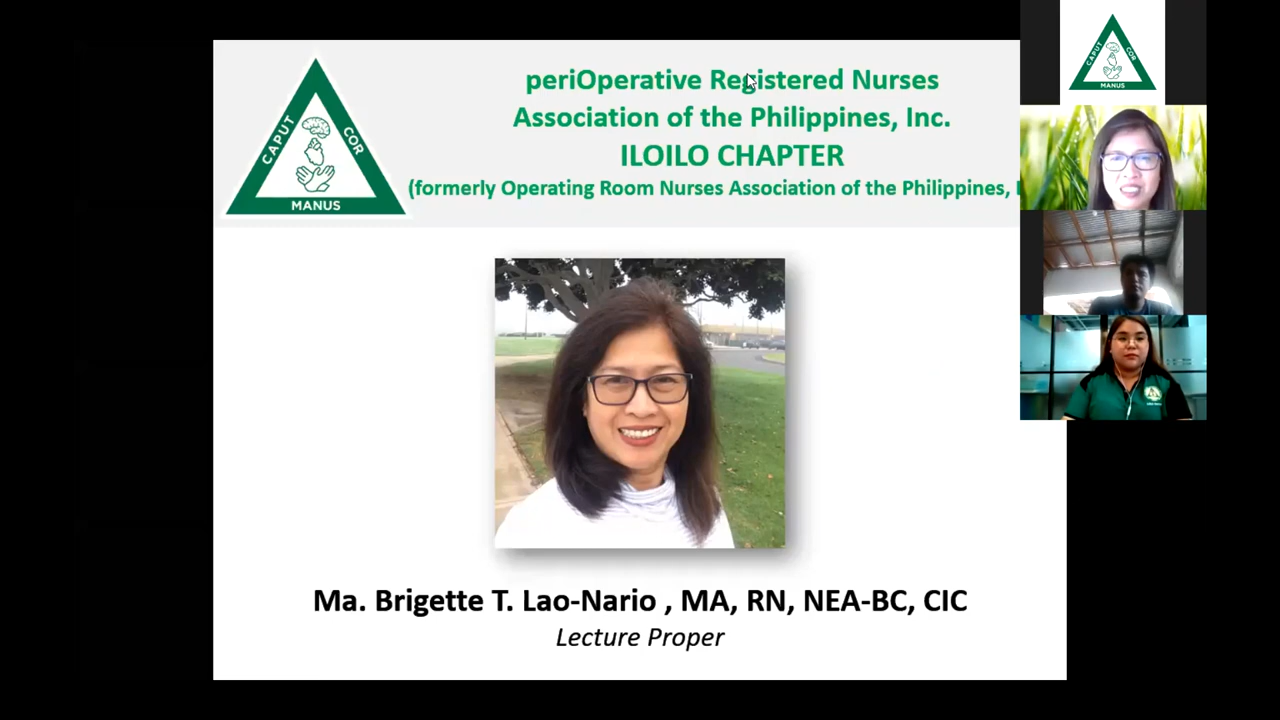 periOperative Registered Nurses
Association of the Philippines, Inc.
ILOILO CHAPTER
(formerly Operating Room Nurses Association of the Philippines,
CAPUT
COR
MANUS
Ma. Brigette T. Lao-Nario , MA, RN, NEA-BC, CIC
Lecture Proper
CAPUT
COR
MANUS